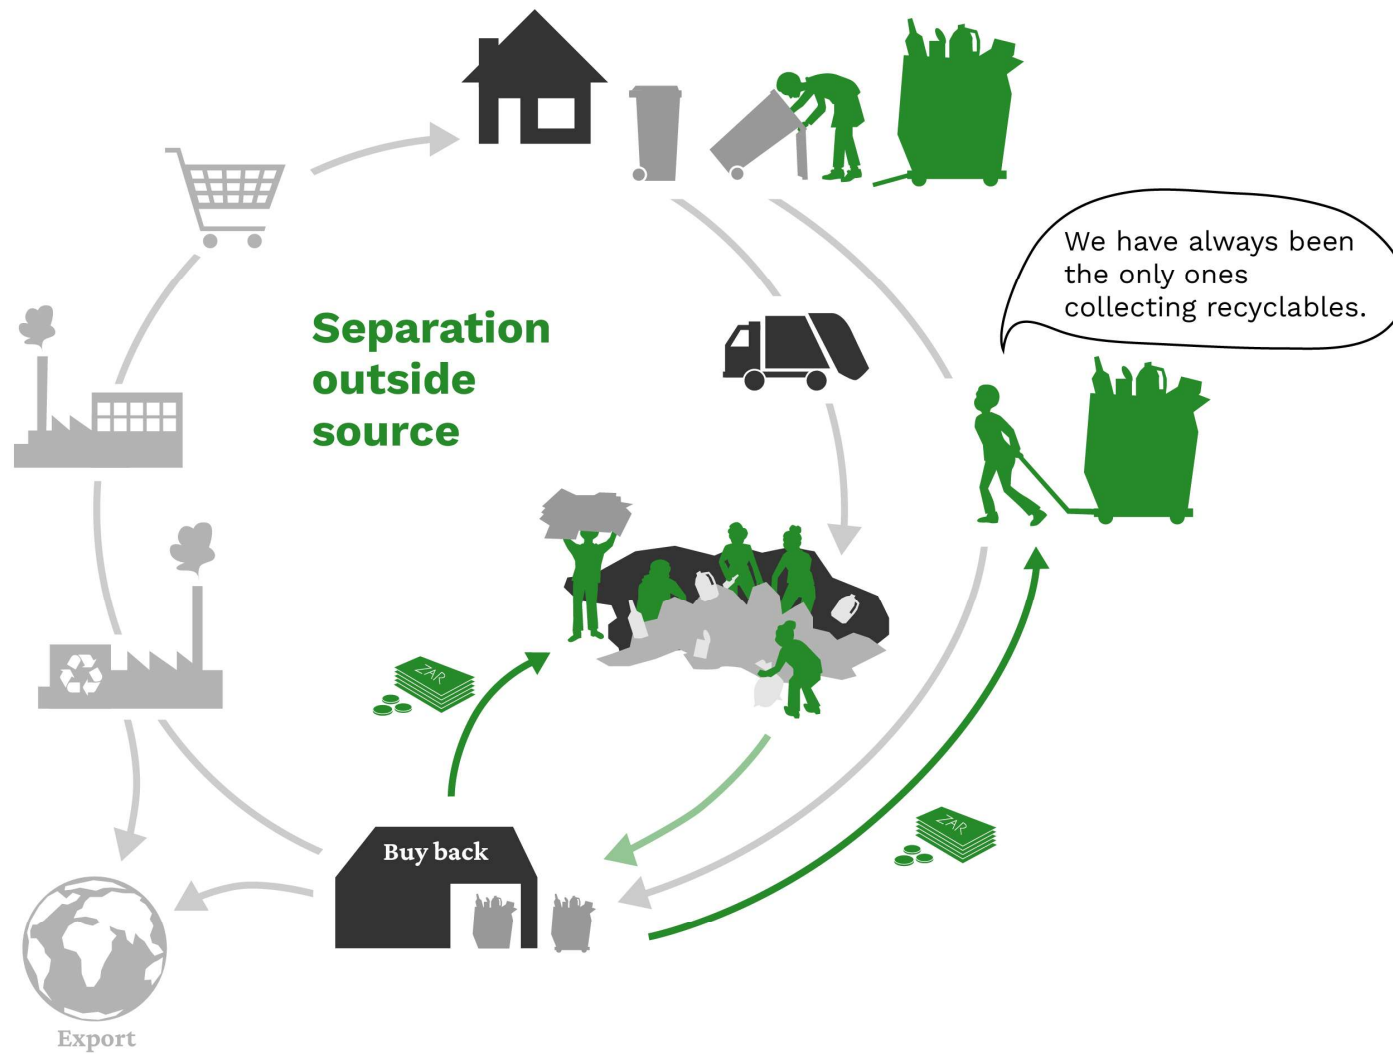 We have always been
the only ones
collecting recyclables.
Separation
outside
source
ZAR
ZAR
Buy back
Export